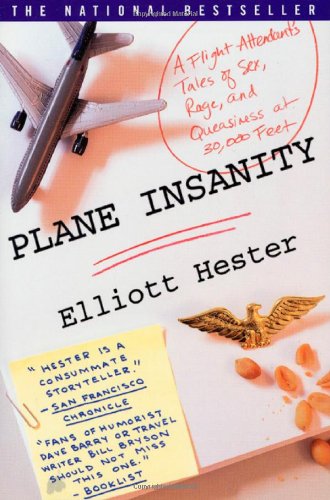 THE NATIONAL BESTSELLER
A Flight Attendant's
Tales of Sex,
Rage, and
Queasiness at
30,000 Feet
PLANE INSANITY
Elliott Hester
"HESTER IS A
CONSUMMATE
STORYTELLER."
—SAN FRANCISCO
CHRONICLE
"FANS OF HUMORIST
DAVE BARRY OR TRAVEL
WRITER BILL BRYSON
SHOULD NOT MISS
THIS ONE."
—BOOKLIST